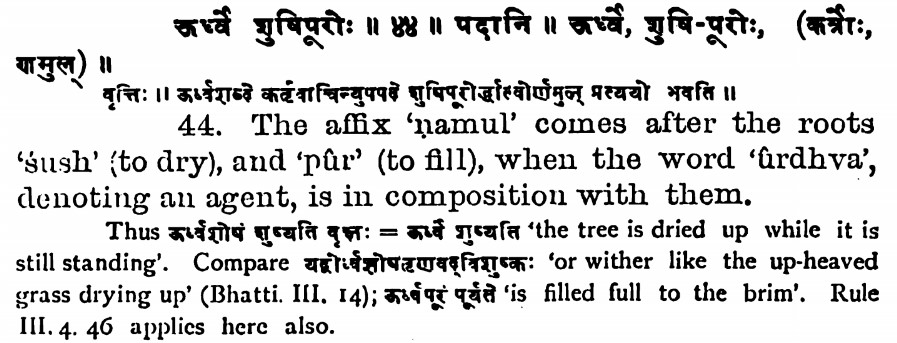 ऊर्ध्वे शुषिपूरोः ॥ ४४ ॥ पदानि ॥ ऊर्ध्वे, शुषि-पूरोः, (कर्त्रोः,
णमुल्) ॥
वृत्तिः ॥ ऊर्ध्वशब्दे कर्तृवाचिन्युपपदे शुषिपूरोर्द्धात्वोर्णमुल् प्रत्ययो भवति ॥
44. The affix 'ṇamul' comes after the roots
'śush' (to dry), and 'pûr' (to fill), when the word 'ûrdhva',
denoting an agent, is in composition with them.
Thus ऊर्ध्वशोषं शुष्यति वृक्षः = ऊर्ध्वं शुष्यति 'the tree is dried up while it is
still standing'. Compare यद्वोर्ध्वशोषं तृणवद्विशुष्कः 'or wither like the up-heaved
grass drying up' (Bhatti. III. 14); ऊर्ध्वपूरं पूर्यते 'is filled full to the brim'. Rule
III. 4. 46 applies here also.